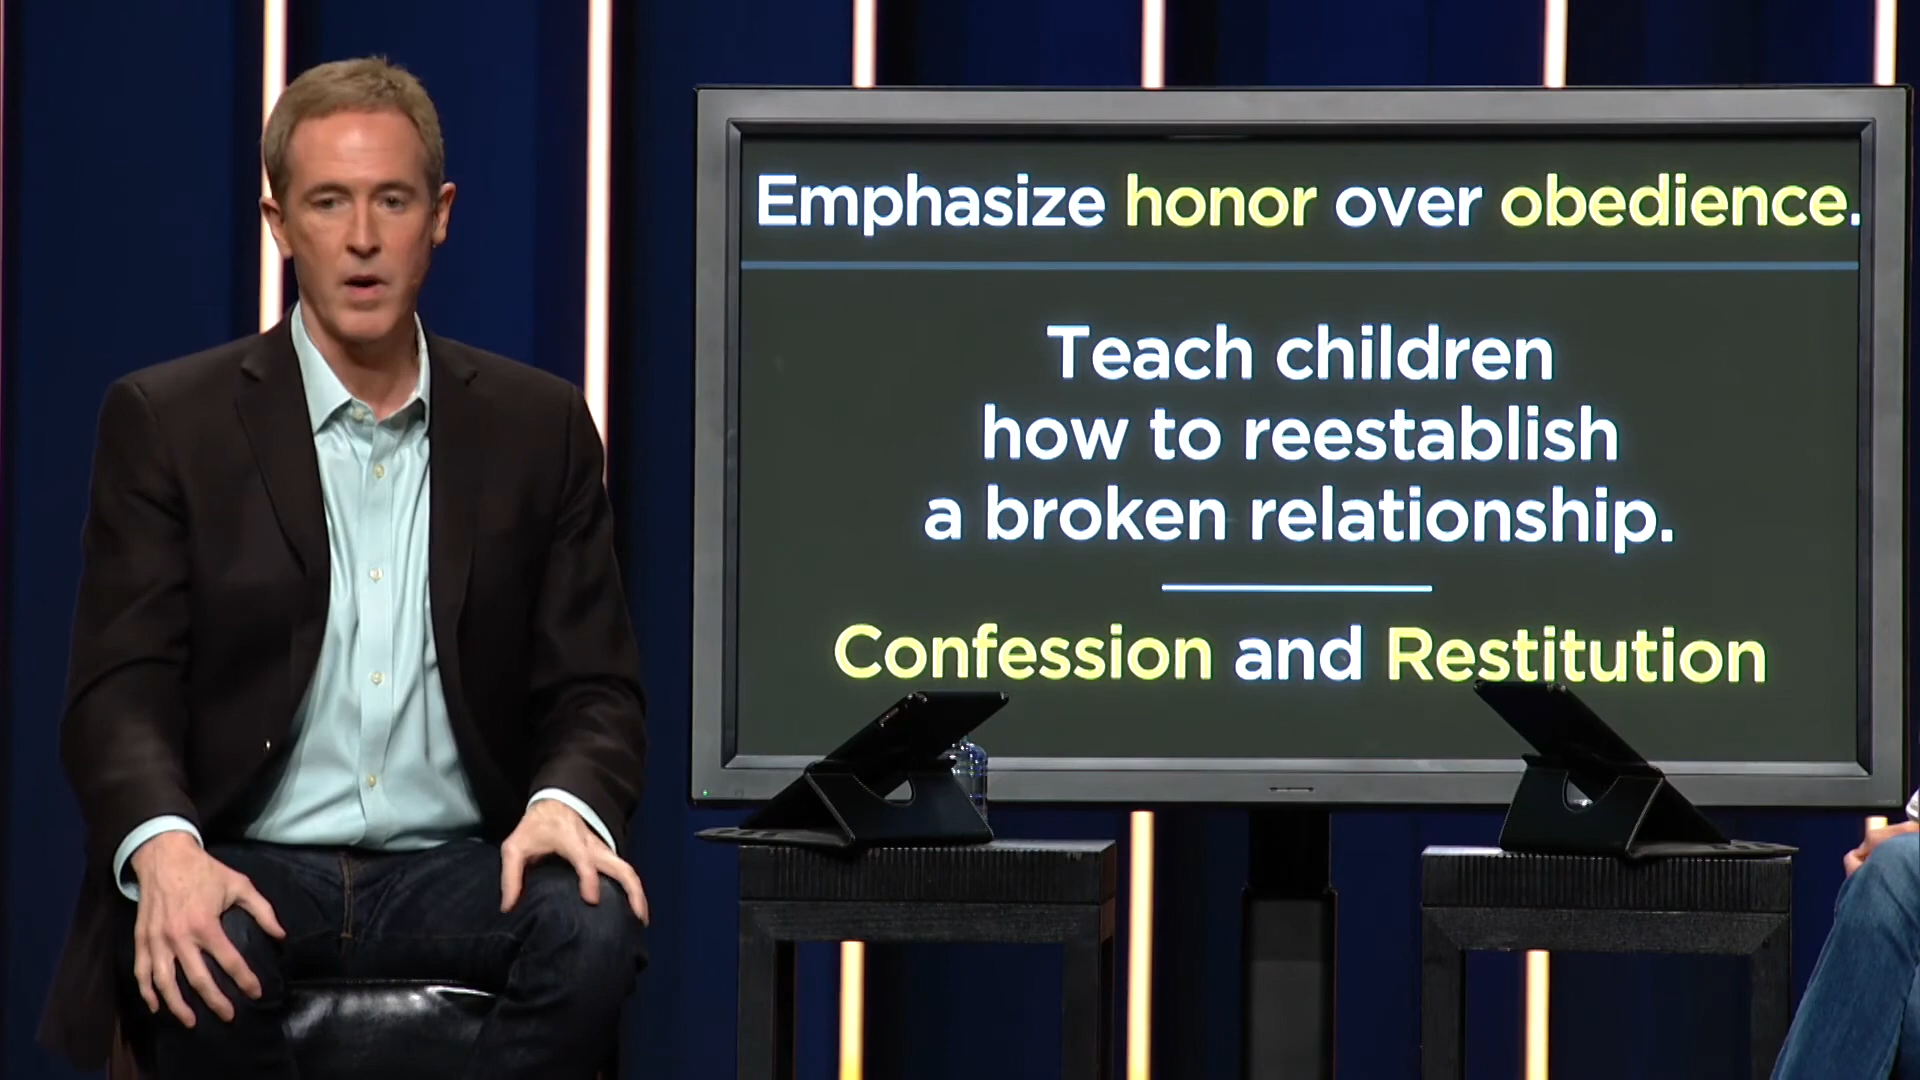 Emphasize honor over obedience.
Teach children
how to reestablish
a broken relationship.
Confession and Restitution